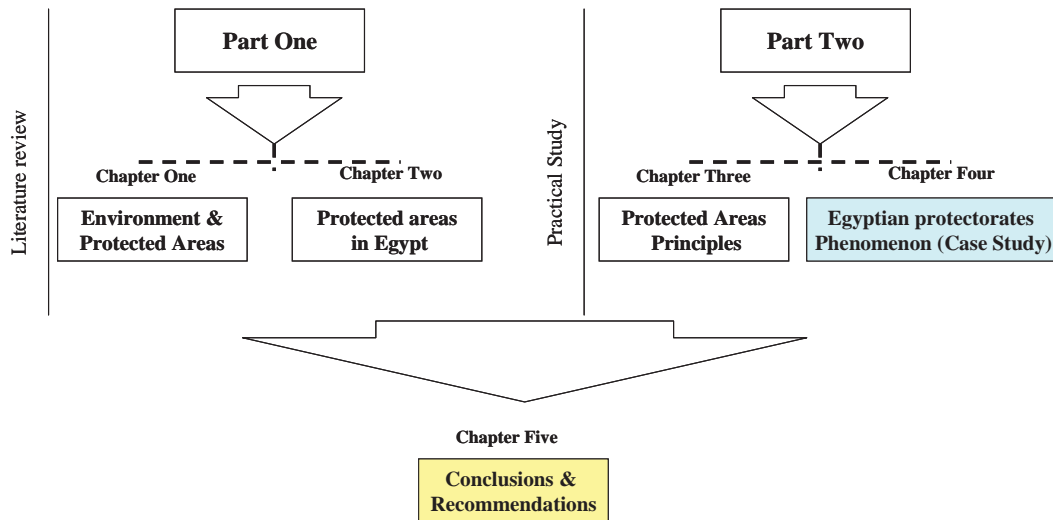 Literature review
Part One
Chapter One
Environment &
Protected Areas
Chapter Two
Protected areas
in Egypt
Practical Study
Part Two
Chapter Three
Protected Areas
Principles
Chapter Four
Egyptian protectorates
Phenomenon (Case Study)
Chapter Five
Conclusions &
Recommendations